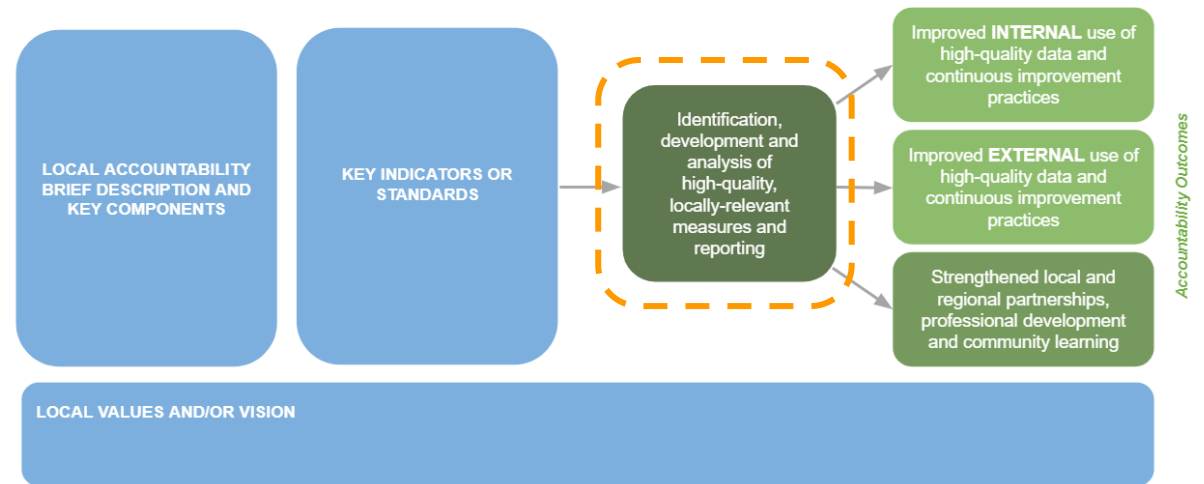 LOCAL ACCOUNTABILITY
BRIEF DESCRIPTION AND
KEY COMPONENTS
KEY INDICATORS OR
STANDARDS
Identification,
development and
analysis of
high-quality,
locally-relevant
measures and
reporting
Improved INTERNAL use of
high-quality data and
continuous improvement
practices
Improved EXTERNAL use of
high-quality data and
continuous improvement
practices
Strengthened local and
regional partnerships,
professional development
and community learning
Accountability Outcomes
LOCAL VALUES AND/OR VISION